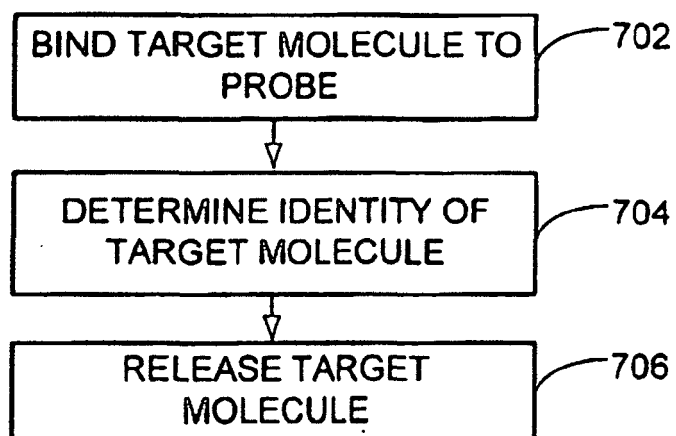 BIND TARGET MOLECULE TO
PROBE
702
DETERMINE IDENTITY OF
TARGET MOLECULE
704
RELEASE TARGET
MOLECULE
706